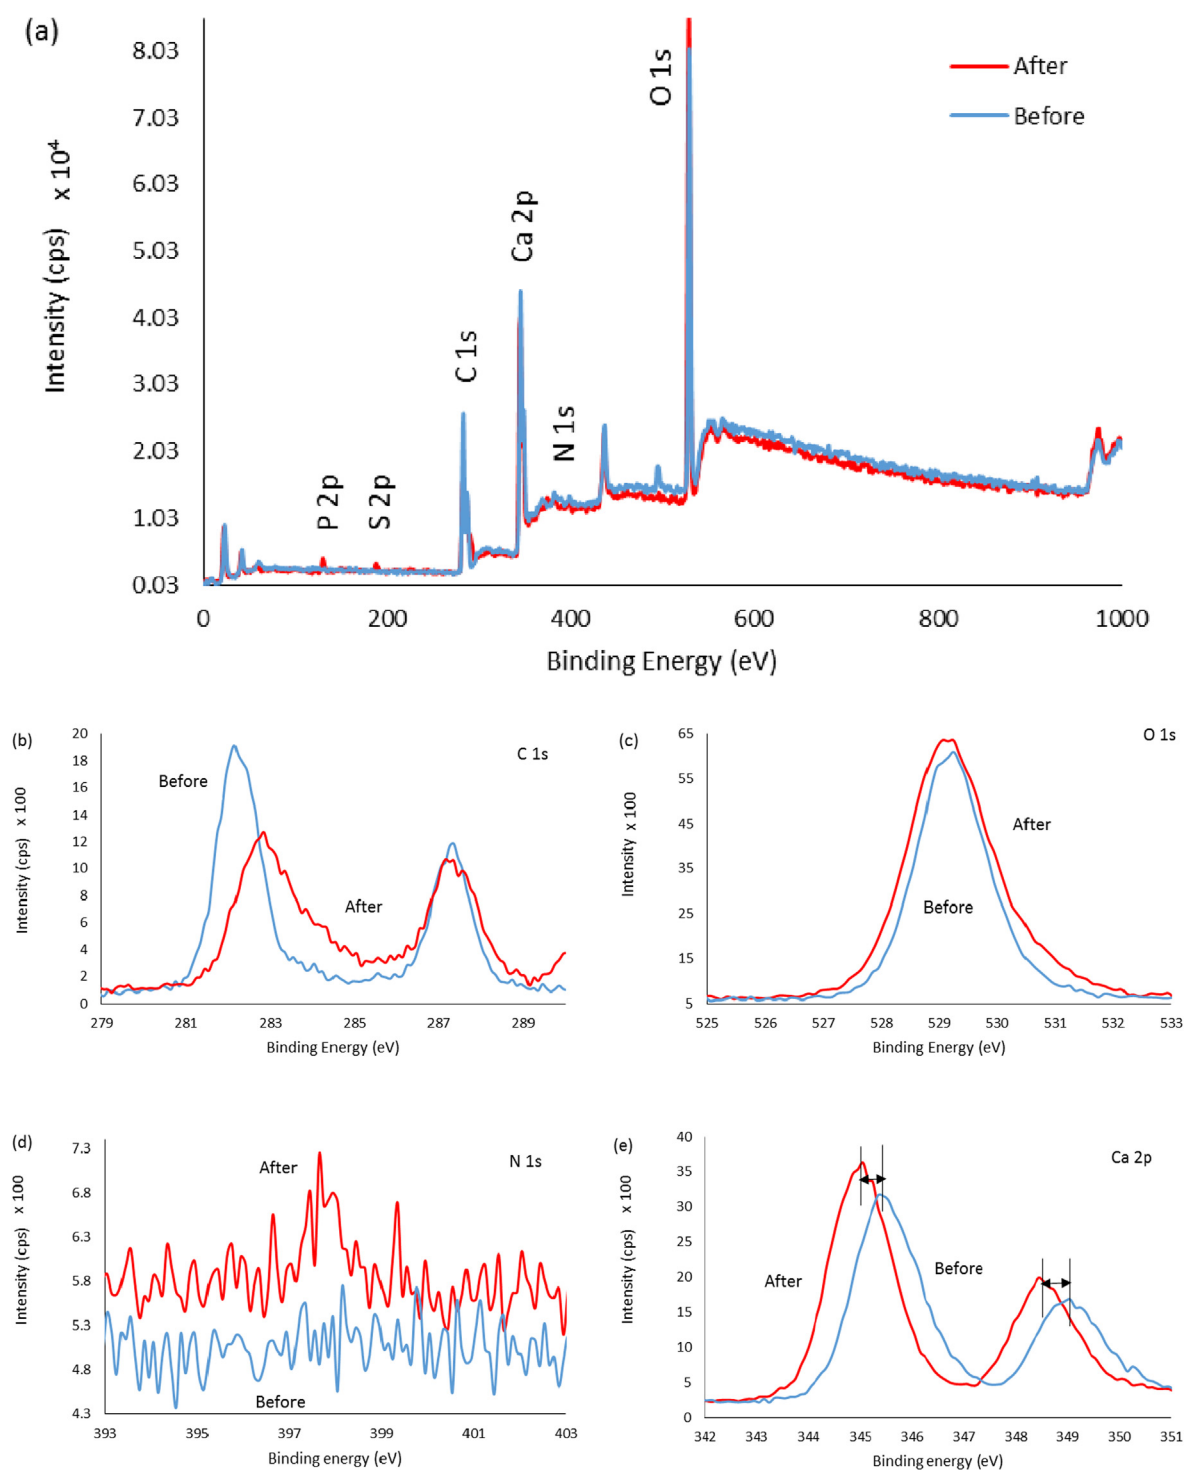 (a)
8.03
7.03
6.03
5.03
4.03
3.03
2.03
1.03
0.03
Intensity (cps) x 10⁴
After
Before
P 2p
S 2p
C 1s
Ca 2p
N 1s
O 1s
0 200 400 600 800 1000
Binding Energy (eV)
(b)
C 1s
20
18
16
14
12
10
8
6
4
2
0
Intensity (cps) x 100
Before
After
279 281 283 285 287 289
Binding Energy (eV)
(c)
O 1s
65
55
45
35
25
15
5
Intensity x 100
After
Before
525 526 527 528 529 530 531 532 533
Binding Energy (eV)
(d)
N 1s
7.3
6.8
6.3
5.8
5.3
4.8
4.3
Intensity (cps) x 100
After
Before
393 395 397 399 401 403
Binding energy (eV)
(e)
Ca 2p
40
35
30
25
20
15
10
5
0
Intensity (cps) x 100
After
Before
342 343 344 345 346 347 348 349 350 351
Binding energy (eV)